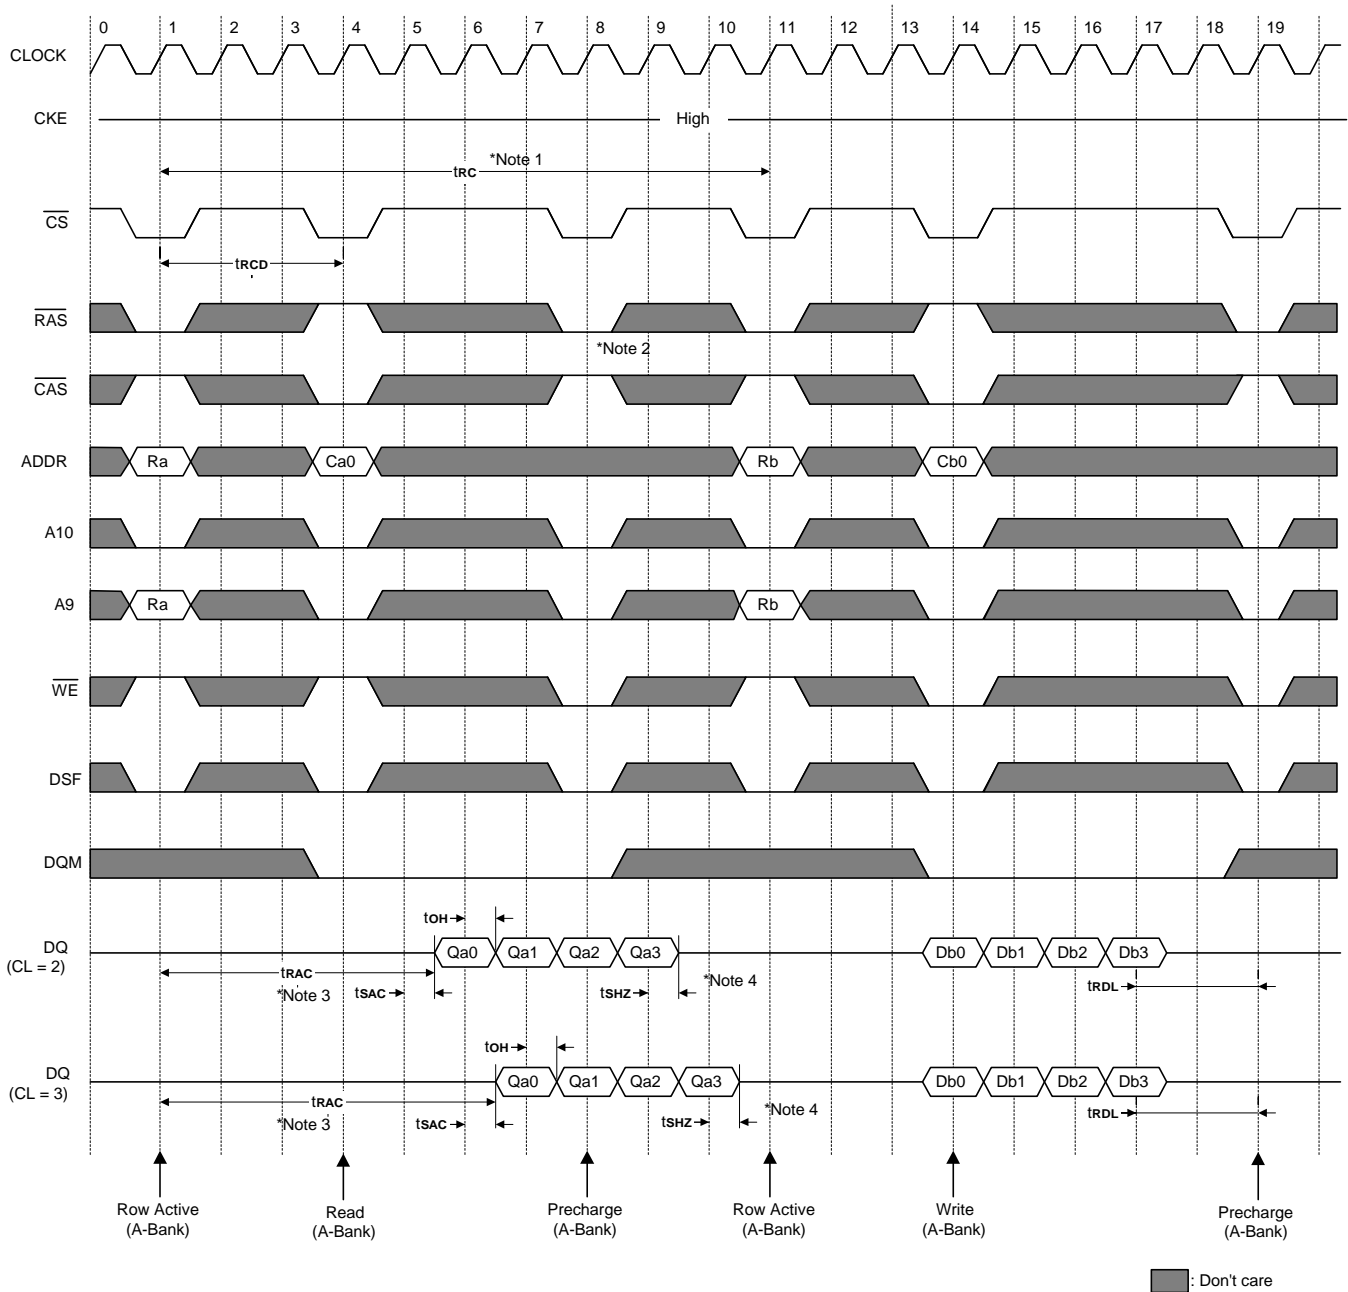 0 1 2 3 4 5 6 7 8 9 10 11 12 13 14 15 16 17 18 19
CLOCK
CKE High
*Note 1
tRC
CS
tRCD
RAS
*Note 2
CAS
ADDR Ra Ca0 Rb Cb0
A10
A9 Ra Rb
WE
DSF
DQM
tOH
DQ
(CL = 2)
Qa0 Qa1 Qa2 Qa3 Db0 Db1 Db2 Db3
tRAC
*Note 3
tSAC tSHZ *Note 4 tRDL
tOH
DQ
(CL = 3)
Qa0 Qa1 Qa2 Qa3 Db0 Db1 Db2 Db3
tRAC
*Note 3
tSAC tSHZ *Note 4 tRDL
Row Active
(A-Bank)
Read
(A-Bank)
Precharge
(A-Bank)
Row Active
(A-Bank)
Write
(A-Bank)
Precharge
(A-Bank)
: Don't care